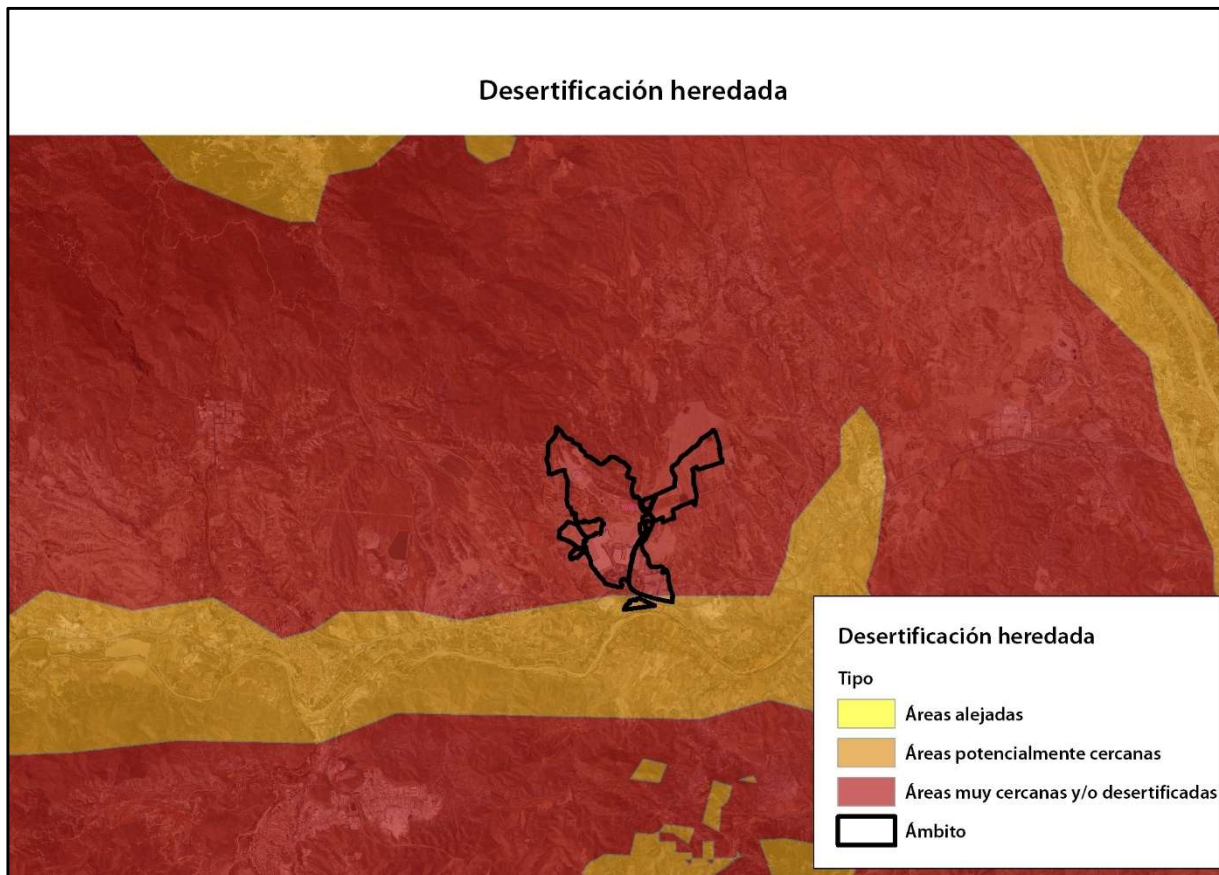 Desertificación heredada
Desertificación heredada
Tipo
Áreas alejadas
Áreas potencialmente cercanas
Áreas muy cercanas y/o desertificadas
Ámbito